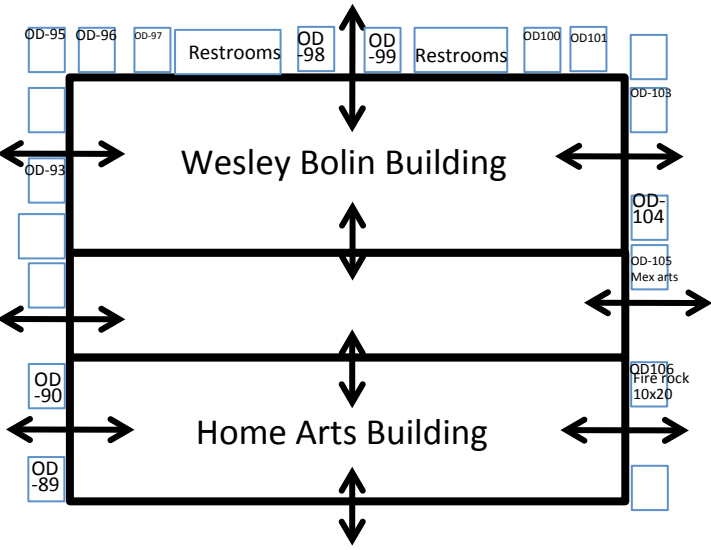 OD-95
OD-96
OD-97
Restrooms
OD
-98
OD
-99
Restrooms
OD100
OD101
OD-103
OD-93
Wesley Bolin Building
OD-
104
OD-105
Mex arts
OD
-90
OD106
Fire rock
10x20
Home Arts Building
OD
-89